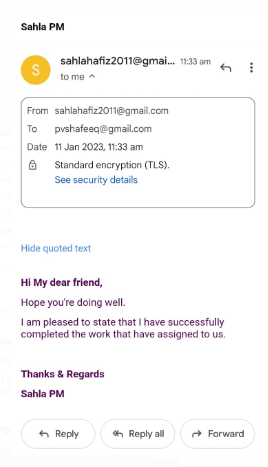 Sahla PM
S
sahlahafiz2011@gmai... 11:33 am
to me
From sahlahafiz2011@gmail.com
To pvshafeeq@gmail.com
Date 11 Jan 2023, 11:33 am
Standard encryption (TLS).
See security details
Hide quoted text
Hi My dear friend,
Hope you're doing well.
I am pleased to state that I have successfully
completed the work that have assigned to us.
Thanks & Regards
Sahla PM
Reply Reply all Forward